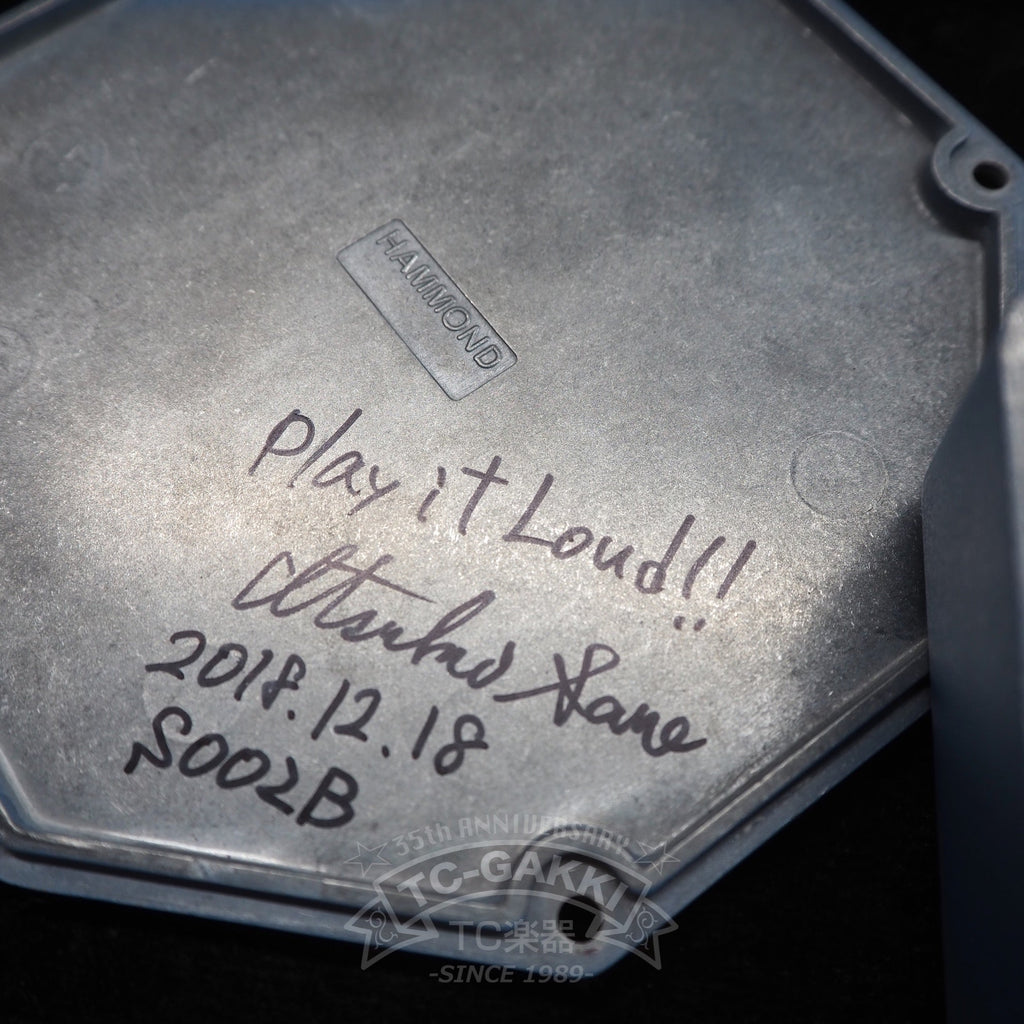 HAMMOND
Play it Loud!!
2018.12.18
S002B
35th ANNIVERSARY
TC-GAKKI
TC楽器
-SINCE 1989-